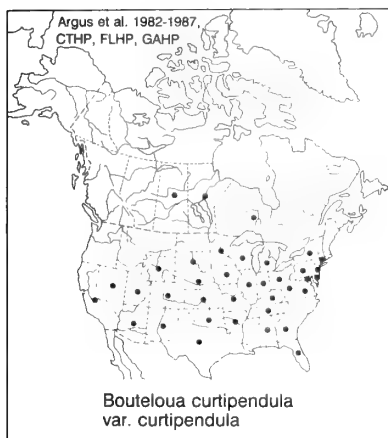 Argus et al. 1982-1987,
CTHP, FLHP, GAHP
Bouteloua curtipendula
var. curtipendula